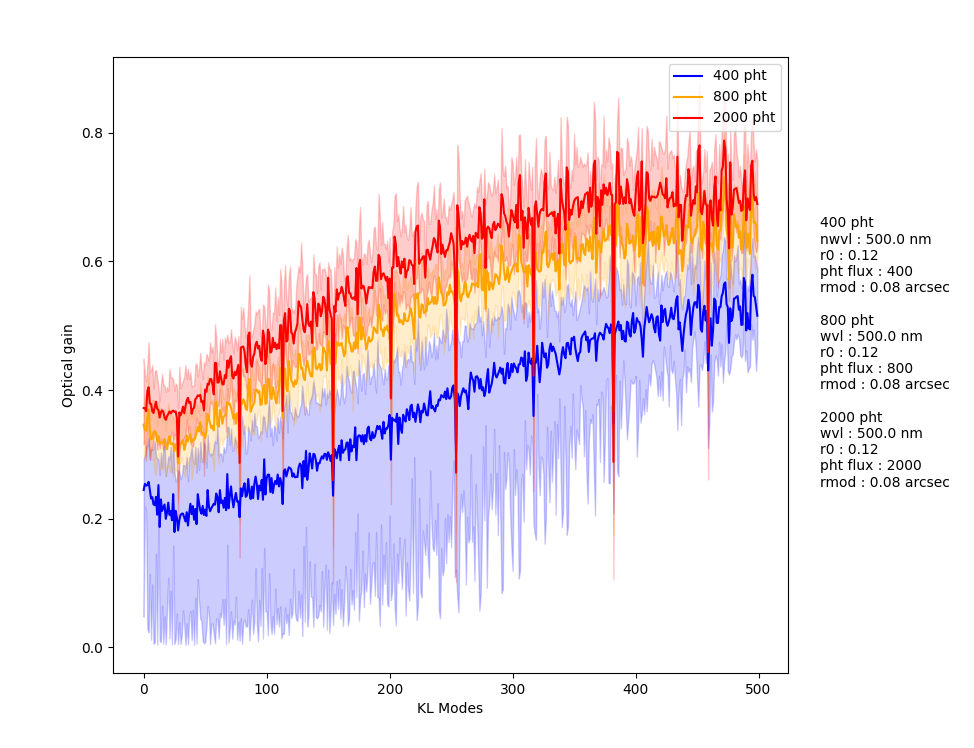 400 pht
800 pht
2000 pht
0.8
0.6
0.4
0.2
0.0
Optical gain
0
100
200
300
400
500
KL Modes
400 pht
nwvl : 500.0 nm
r0 : 0.12
pht flux : 400
rmod : 0.08 arcsec
800 pht
wvl : 500.0 nm
r0 : 0.12
pht flux : 800
rmod : 0.08 arcsec
2000 pht
wvl : 500.0 nm
r0 : 0.12
pht flux : 2000
rmod : 0.08 arcsec